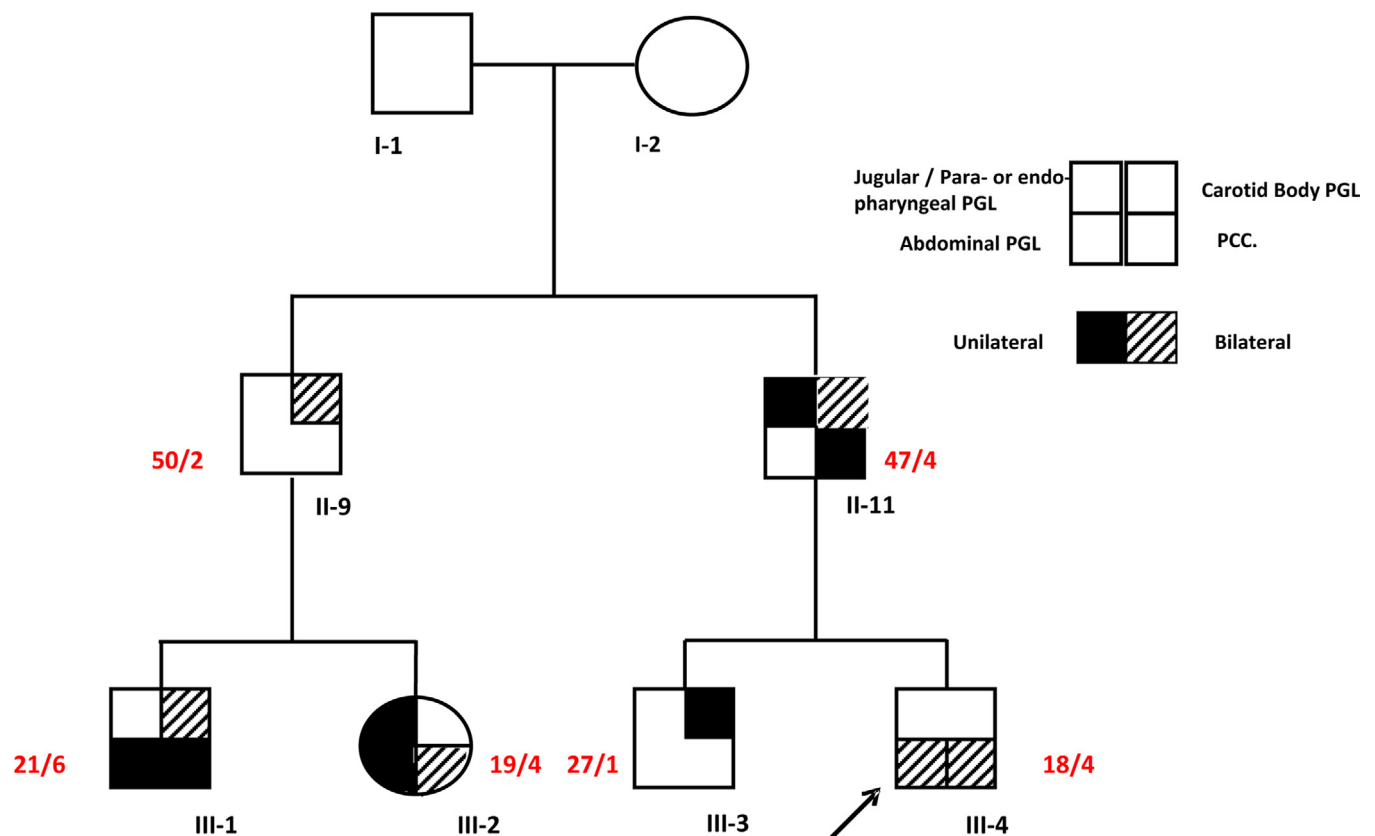 I-1
I-2
Jugular / Para- or endo-
pharyngeal PGL
Carotid Body PGL
Abdominal PGL
PCC.
Unilateral
Bilateral
50/2
II-9
47/4
II-11
21/6
III-1
19/4
III-2
27/1
III-3
18/4
III-4